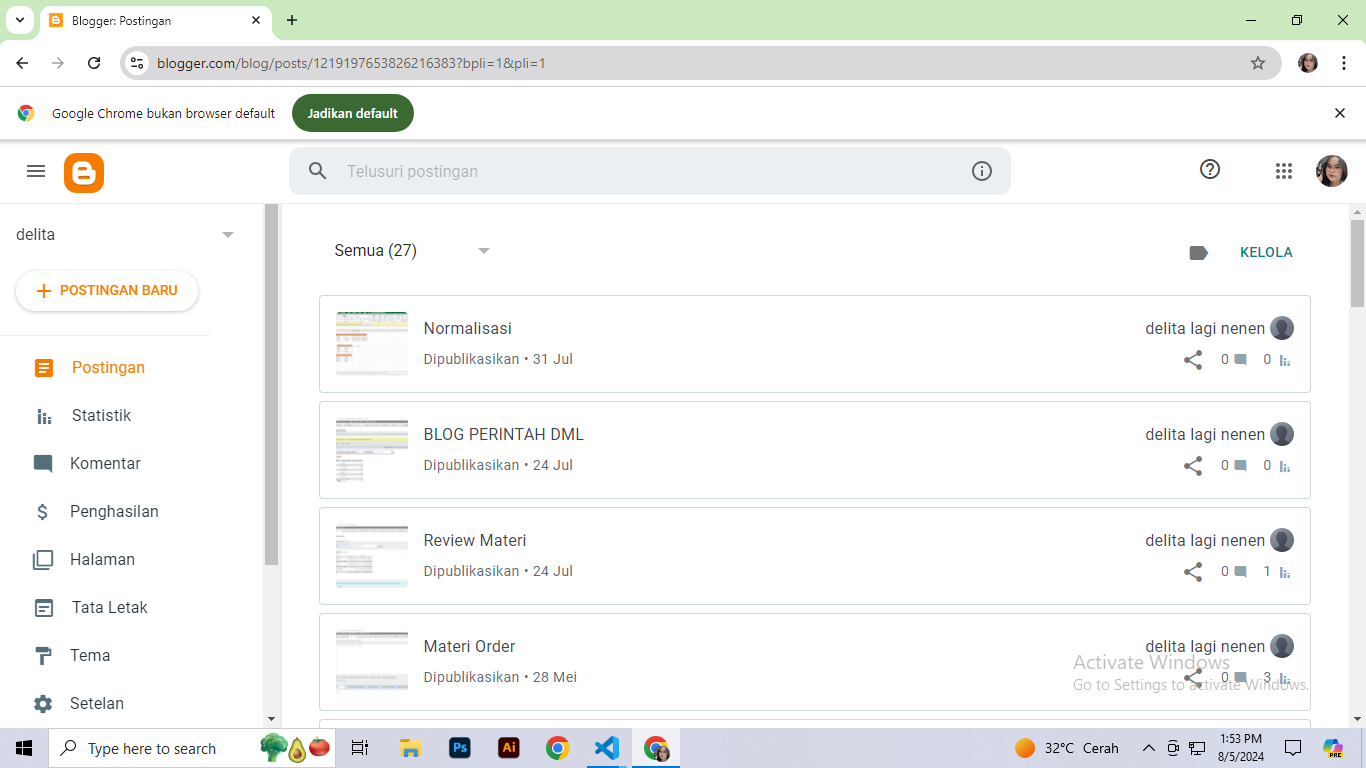 Blogger: Postingan
blogger.com/blog/posts/1219197653826216383?bpli=1&pli=1
Google Chrome bukan browser default
Jadikan default
Telusuri postingan
delita
POSTINGAN BARU
Postingan
Statistik
Komentar
Penghasilan
Halaman
Tata Letak
Tema
Setelan
Semua (27)
KELOLA
Normalisasi
delita lagi nenen
Dipublikasikan • 31 Jul
0
0
BLOG PERINTAH DML
delita lagi nenen
Dipublikasikan • 24 Jul
0
0
Review Materi
delita lagi nenen
Dipublikasikan • 24 Jul
0
1
Materi Order
delita lagi nenen
Dipublikasikan • 28 Mei
0
3
Activate Windows
Go to Settings to activate Windows.
Type here to search
Ps
Ai
32°C Cerah
1:53 PM
8/5/2024
PRE